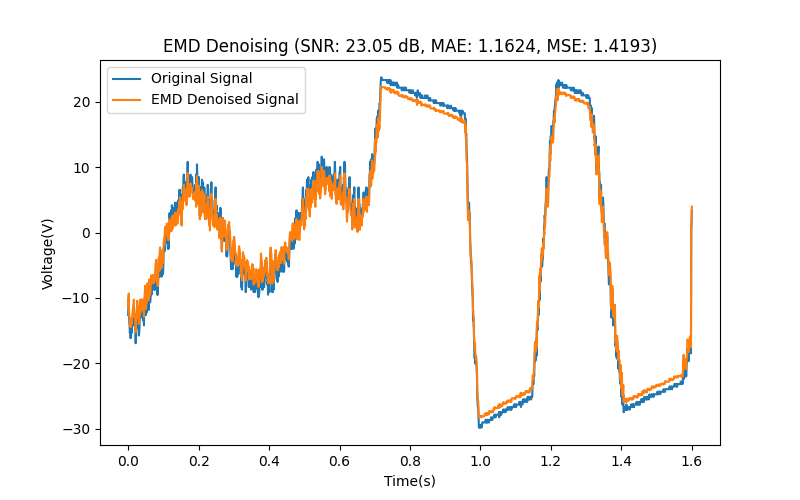 EMD Denoising (SNR: 23.05 dB, MAE: 1.1624, MSE: 1.4193)
Original Signal
EMD Denoised Signal
20
10
0
−10
−20
−30
Voltage(V)
0.0 0.2 0.4 0.6 0.8 1.0 1.2 1.4 1.6
Time(s)